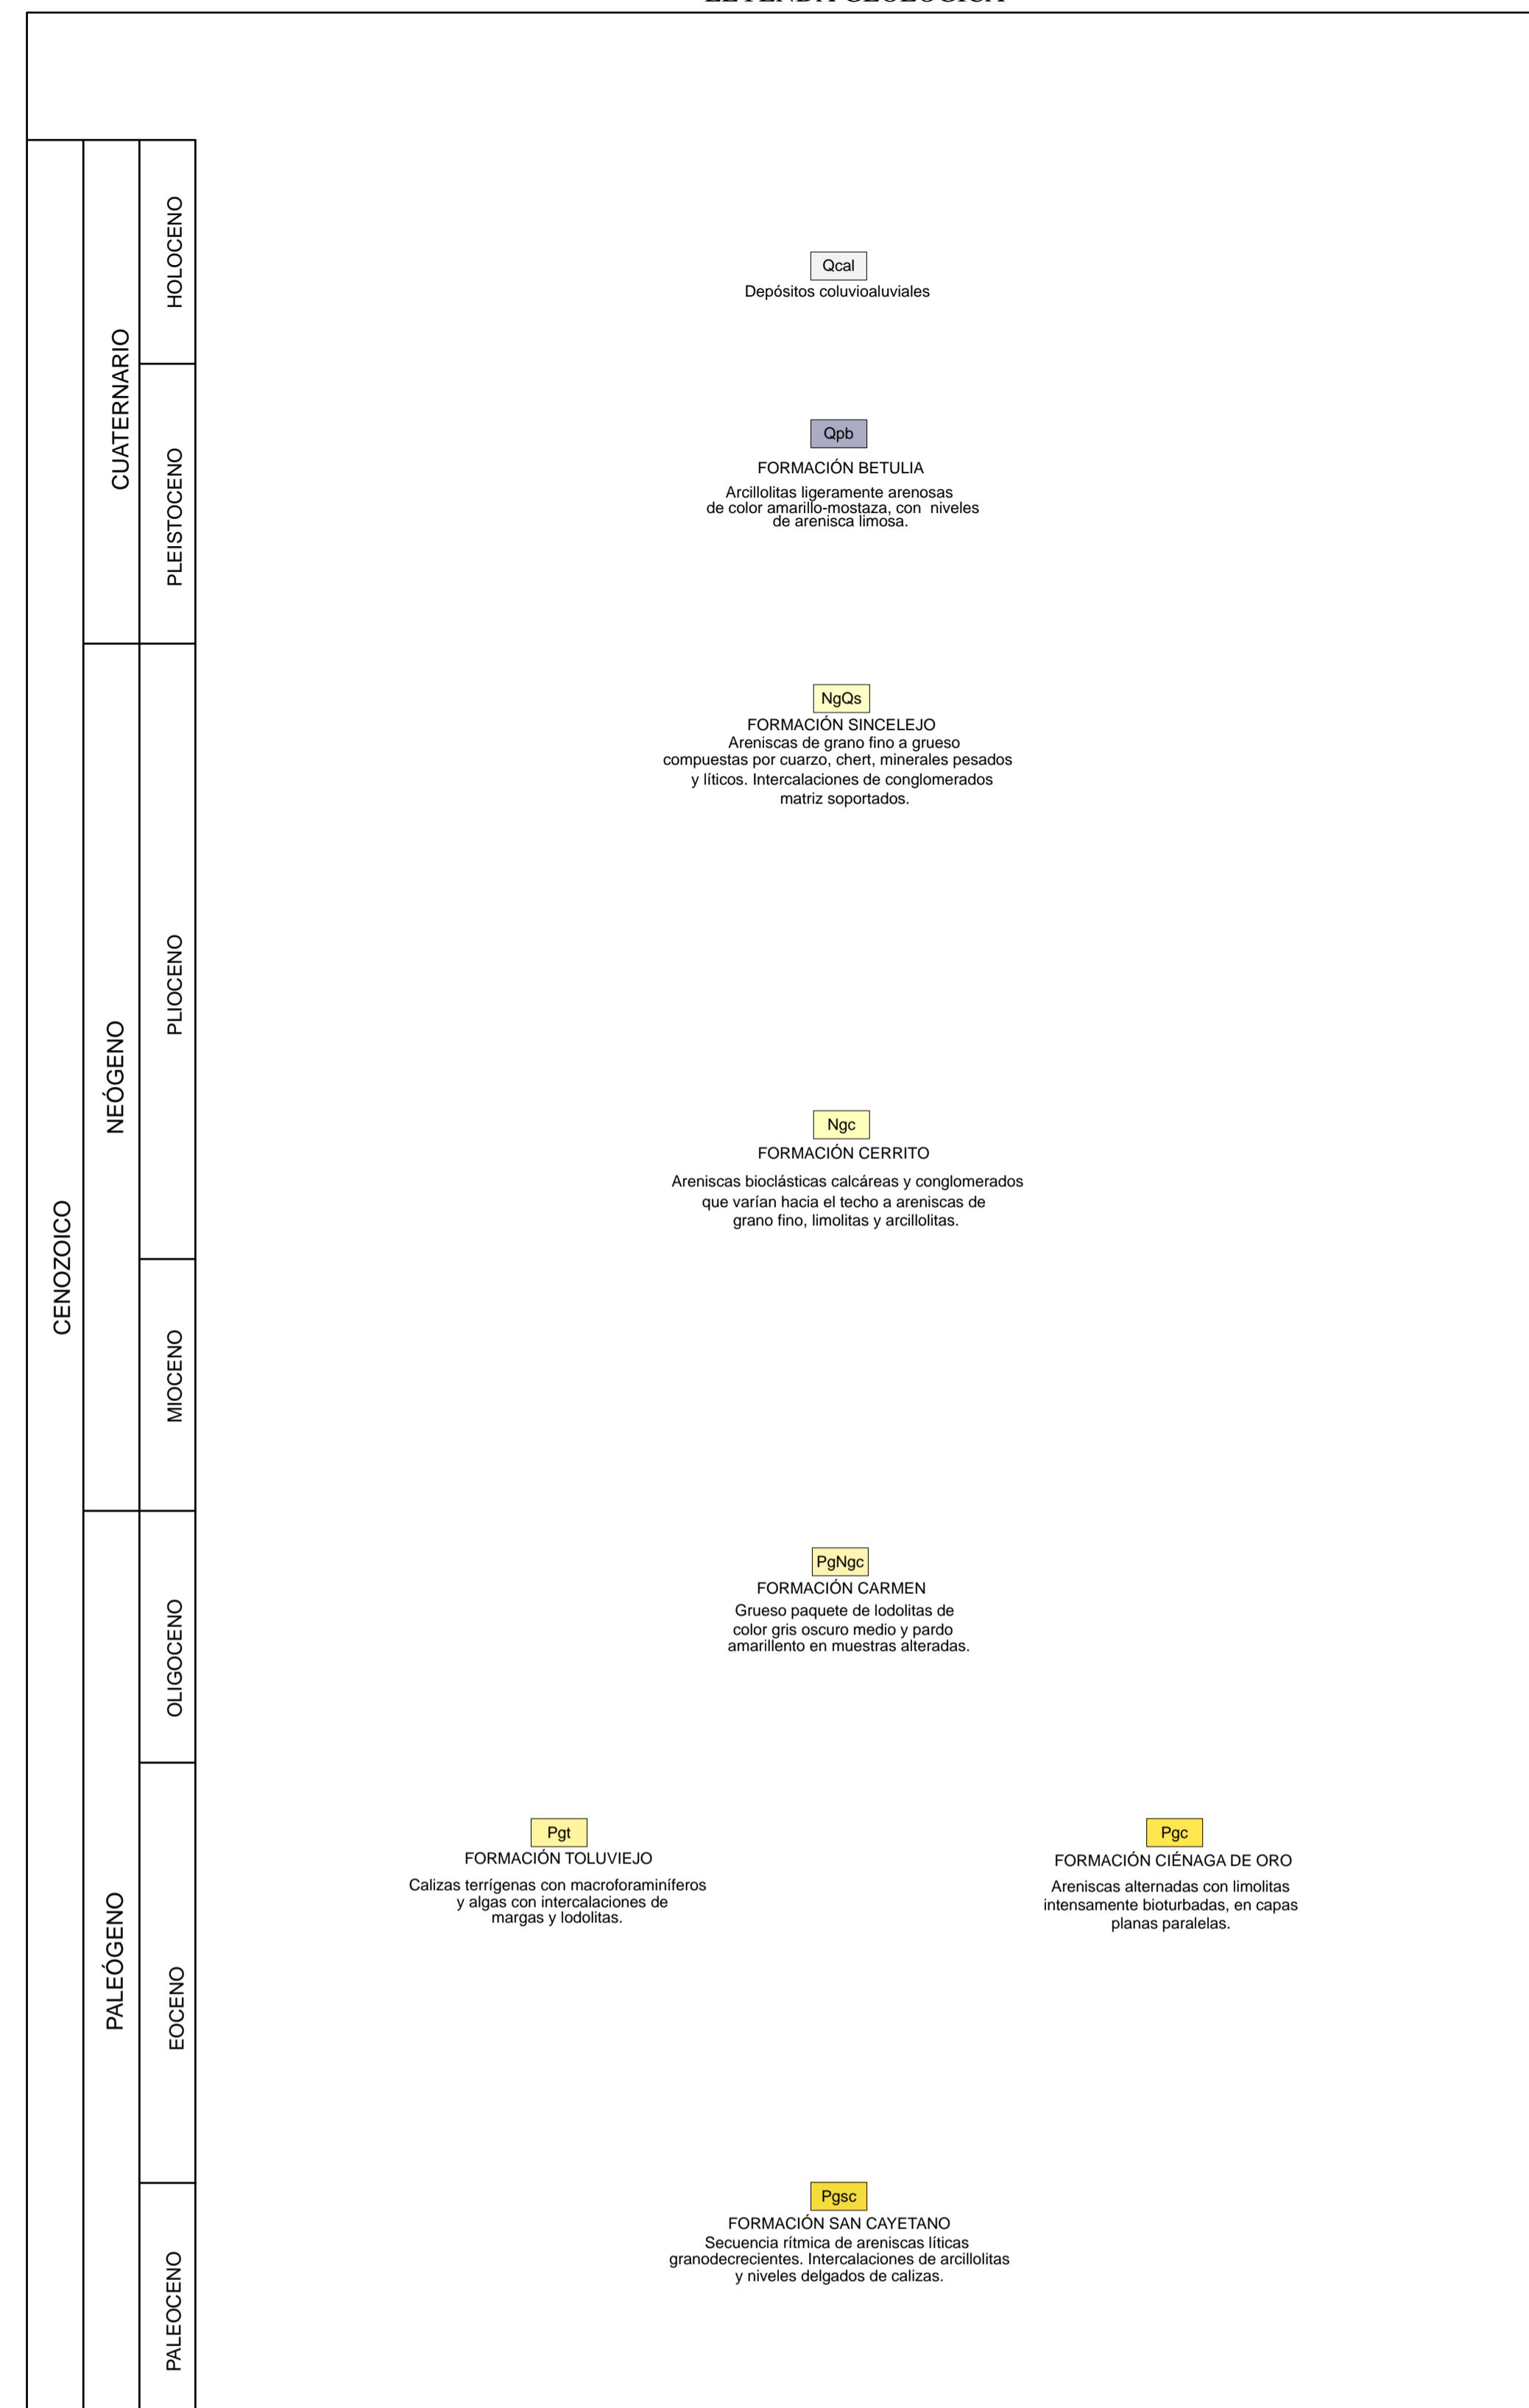 LEYENDA GEOLÓGICA
CENOZOICO
CUATERNARIO
HOLOCENO
Qcal
Depósitos coluvioaluviales
PLEISTOCENO
Qpb
FORMACIÓN BETULIA
Arcillolitas ligeramente arenosas
de color amarillo-mostaza, con niveles
de arenisca limosa.
NEÓGENO
PLIOCENO
NgQs
FORMACIÓN SINCELEJO
Areniscas de grano fino a grueso
compuestas por cuarzo, chert, minerales pesados
y líticos. Intercalaciones de conglomerados
matriz soportados.
Ngc
FORMACIÓN CERRITO
Areniscas bioclásticas calcáreas y conglomerados
que varían hacia el techo a areniscas de
grano fino, limolitas y arcillolitas.
MIOCENO
PALEÓGENO
OLIGOCENO
PgNgc
FORMACIÓN CARMEN
Grueso paquete de lodolitas de
color gris oscuro medio y pardo
amarillento en muestras alteradas.
EOCENO
Pgt
FORMACIÓN TOLUVIEJO
Calizas terrígenas con macroforaminíferos
y algas con intercalaciones de
margas y lodolitas.
Pgc
FORMACIÓN CIÉNAGA DE ORO
Areniscas alternadas con limolitas
intensamente bioturbadas, en capas
planas paralelas.
PALEOCENO
Pgsc
FORMACIÓN SAN CAYETANO
Secuencia rítmica de areniscas líticas
granodecrecientes. Intercalaciones de arcillolitas
y niveles delgados de calizas.